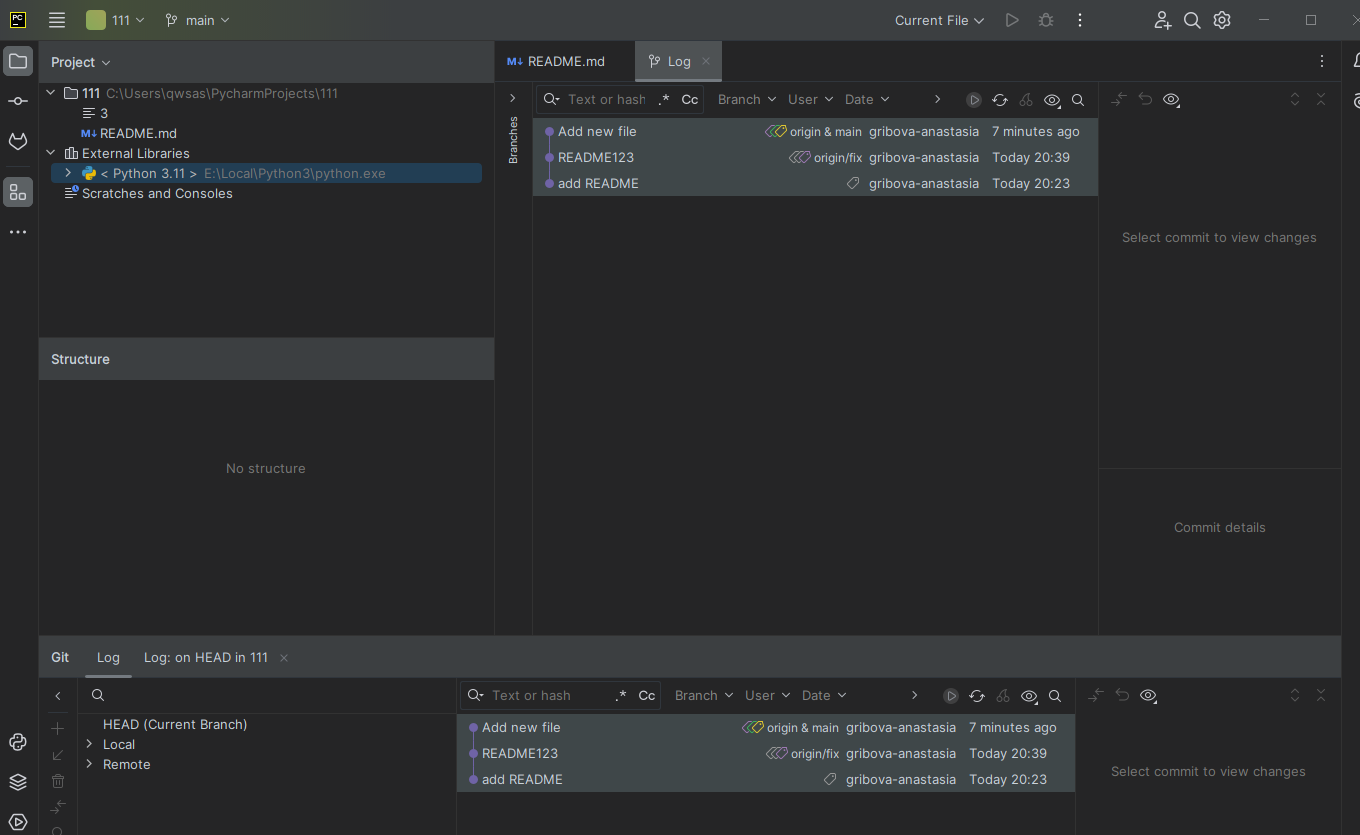 PC 111 main Current File
Project
111 C:\Users\qwsas\PycharmProjects\111
3
M↓ README.md
External Libraries
< Python 3.11 > E:\Local\Python3\python.exe
Scratches and Consoles
Structure
No structure
M↓ README.md Log
Branches
Text or hash .* Cc Branch User Date
Add new file origin & main gribova-anastasia 7 minutes ago
README123 origin/fix gribova-anastasia Today 20:39
add README gribova-anastasia Today 20:23
Select commit to view changes
Commit details
Git Log Log: on HEAD in 111
HEAD (Current Branch)
Local
Remote
Text or hash .* Cc Branch User Date
Add new file origin & main gribova-anastasia 7 minutes ago
README123 origin/fix gribova-anastasia Today 20:39
add README gribova-anastasia Today 20:23
Select commit to view changes